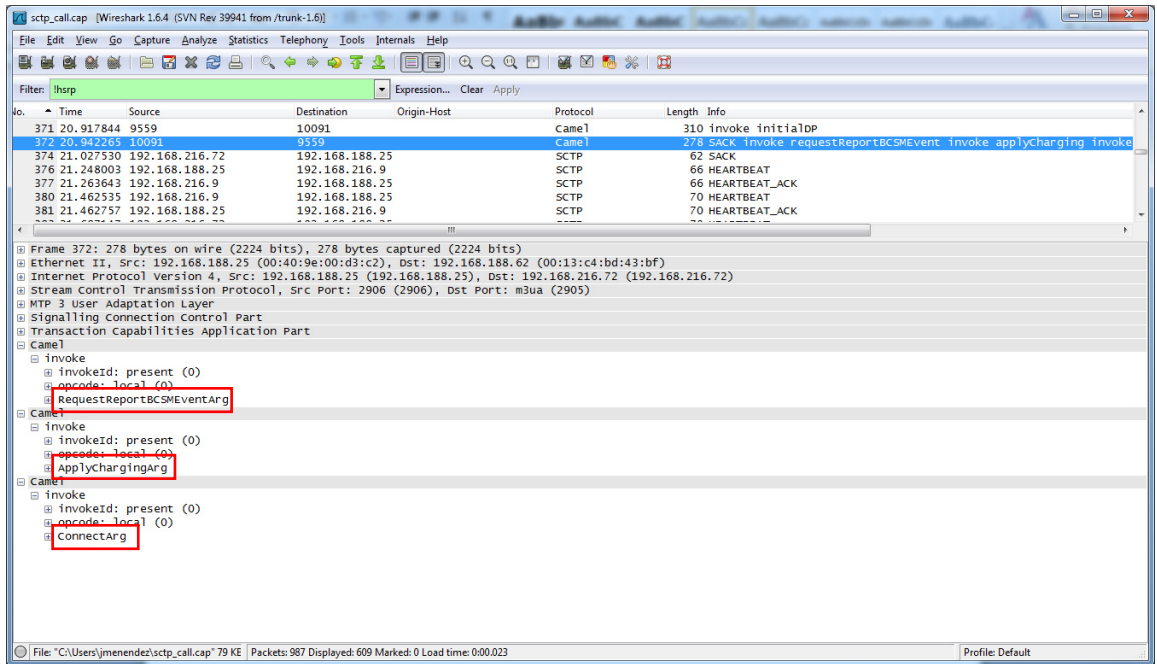 sctp_call.cap [Wireshark 1.6.4 (SVN Rev 39941 from /trunk-1.6)]
File Edit View Go Capture Analyze Statistics Telephony Tools Internals Help
Filter: !hsrp Expression... Clear Apply
No. Time Source Destination Origin-Host Protocol Length Info
371 20.917844 9559 10091 Camel 310 invoke initialDP
372 20.942265 10091 9559 Camel 278 SACK invoke requestReportBCSMEvent invoke applyCharging invoke
374 21.027530 192.168.216.72 192.168.188.25 SCTP 62 SACK
376 21.248003 192.168.188.25 192.168.216.9 SCTP 66 HEARTBEAT
377 21.263643 192.168.216.9 192.168.188.25 SCTP 66 HEARTBEAT_ACK
380 21.462535 192.168.216.9 192.168.188.25 SCTP 70 HEARTBEAT
381 21.462757 192.168.188.25 192.168.216.9 SCTP 70 HEARTBEAT_ACK
Frame 372: 278 bytes on wire (2224 bits), 278 bytes captured (2224 bits)
Ethernet II, Src: 192.168.188.25 (00:40:9e:00:d3:c2), Dst: 192.168.188.62 (00:13:c4:bd:43:bf)
Internet Protocol Version 4, Src: 192.168.188.25 (192.168.188.25), Dst: 192.168.216.72 (192.168.216.72)
Stream Control Transmission Protocol, Src Port: 2906 (2906), Dst Port: m3ua (2905)
MTP 3 User Adaptation Layer
Signalling Connection Control Part
Transaction Capabilities Application Part
Camel
invoke
invokeId: present (0)
opcode: local (0)
RequestReportBCSMEventArg
Camel
invoke
invokeId: present (0)
opcode: local (0)
ApplyChargingArg
Camel
invoke
invokeId: present (0)
opcode: local (0)
ConnectArg
File: "C:\Users\jmenendez\sctp_call.cap" 79 KE Packets: 987 Displayed: 609 Marked: 0 Load time: 0:00.023 Profile: Default